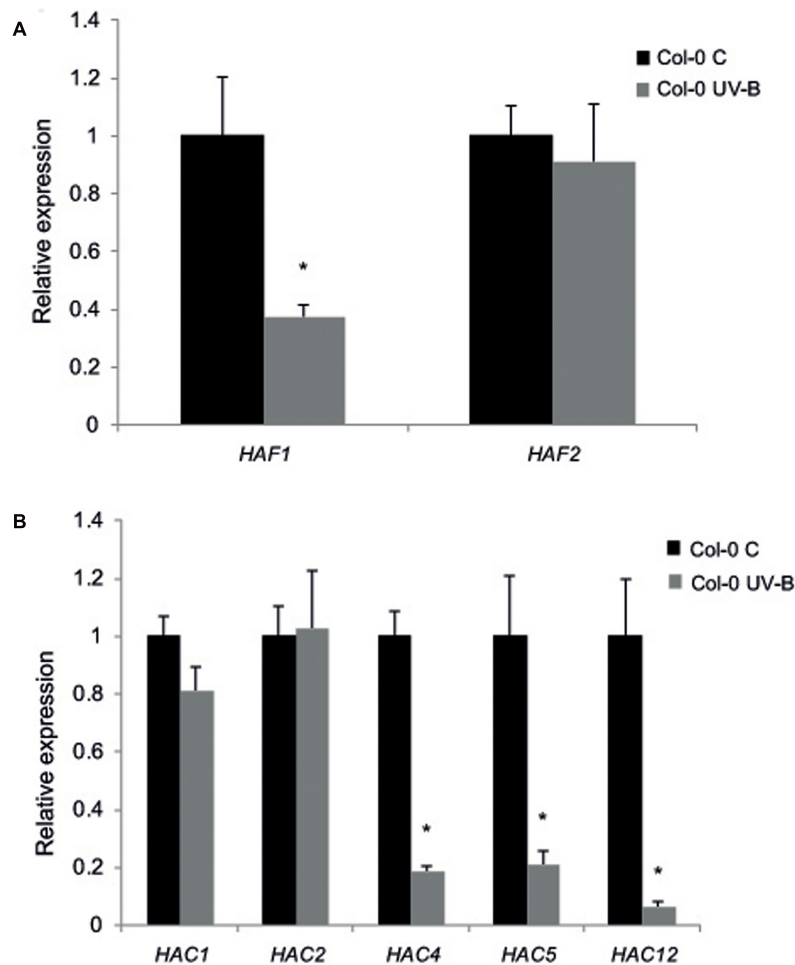 A
1.4
1.2
1
0.8
0.6
0.4
0.2
0
Relative expression
Col-0 C
Col-0 UV-B
*
HAF1
HAF2
B
1.4
1.2
1
0.8
0.6
0.4
0.2
0
Relative expression
Col-0 C
Col-0 UV-B
*
*
*
HAC1
HAC2
HAC4
HAC5
HAC12